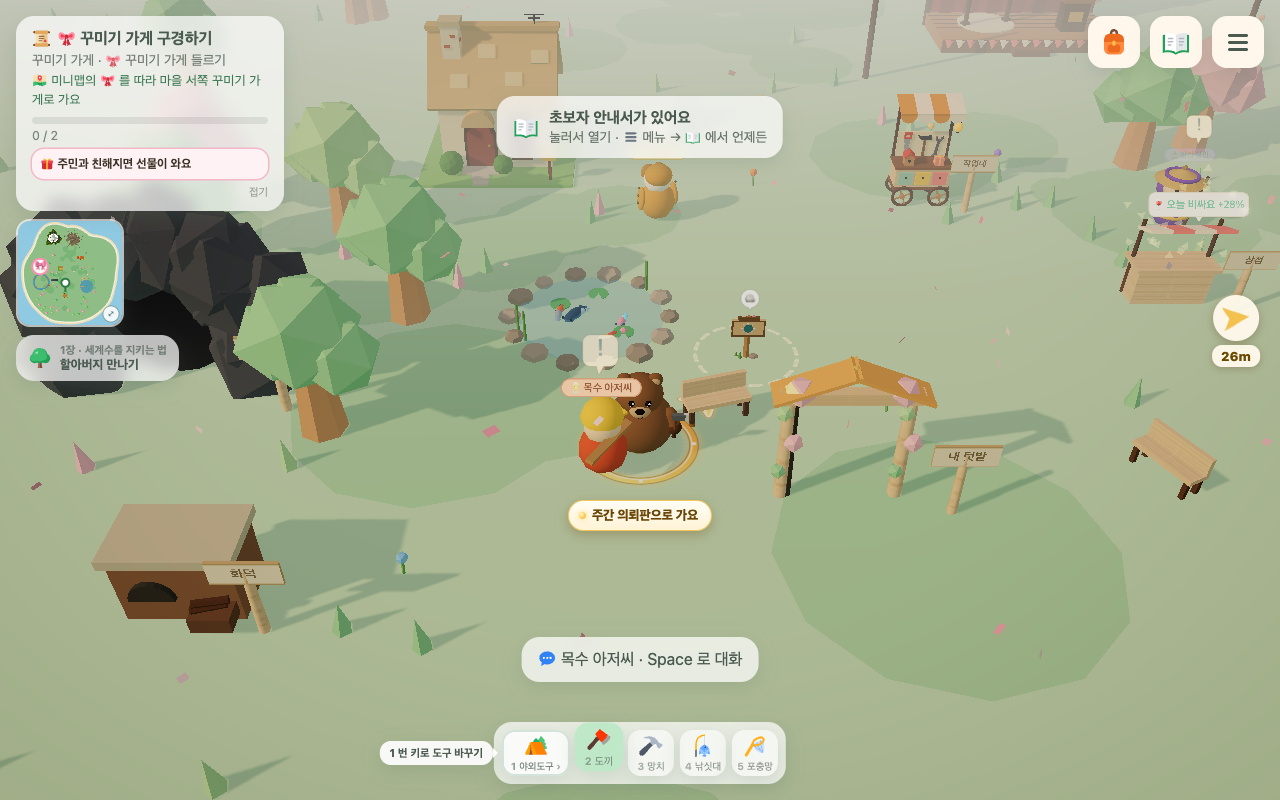 꾸미기 가게 구경하기
꾸미기 가게 · 꾸미기 가게 들르기
미니맵의 를 따라 마을 서쪽 꾸미기 가
게로 가요
0 / 2
주민과 친해지면 선물이 와요
접기
초보자 안내서가 있어요
눌러서 열기 · 메뉴 → 에서 언제든
작업대
오늘 비싸요 +28%
상점
26m
1장 · 세계수를 지키는 법
할아버지 만나기
!
!
목수 아저씨
내 텃밭
주간 의뢰판으로 가요
화덕
목수 아저씨 · Space 로 대화
1 번 키로 도구 바꾸기
1 야외도구 ›
2 도끼
3 망치
4 낚싯대
5 포충망